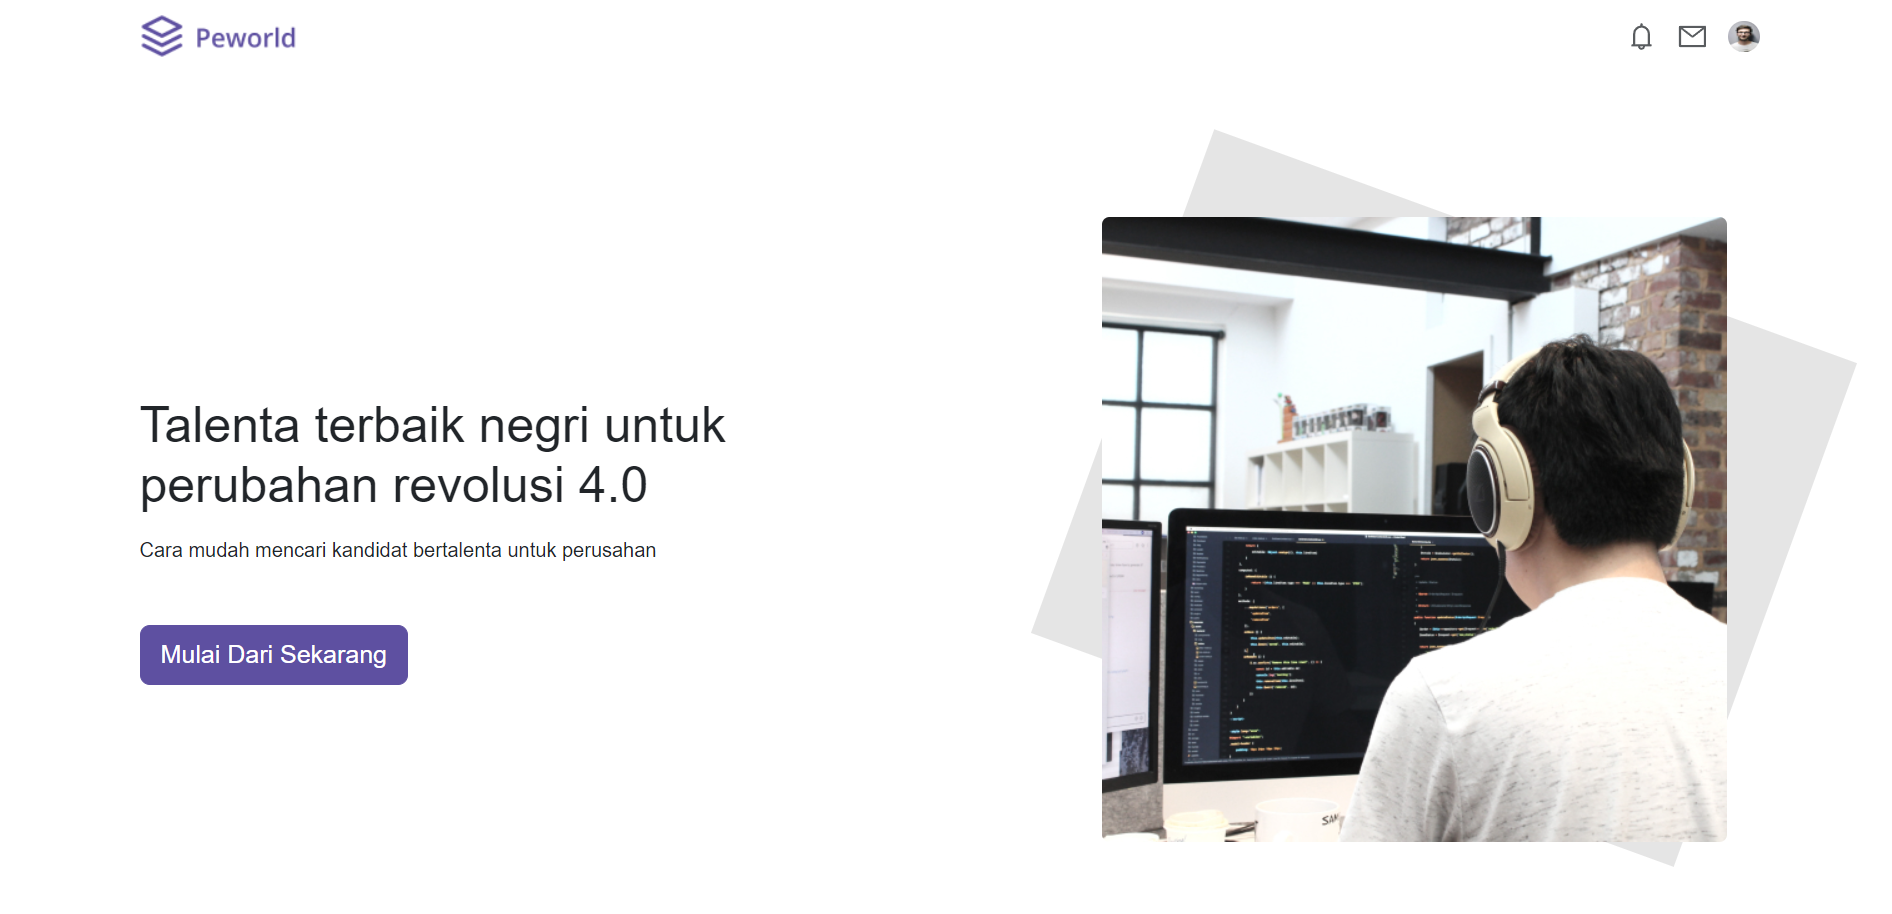 Peworld
Talenta terbaik negri untuk
perubahan revolusi 4.0
Cara mudah mencari kandidat bertalenta untuk perusahan
Mulai Dari Sekarang
SAM